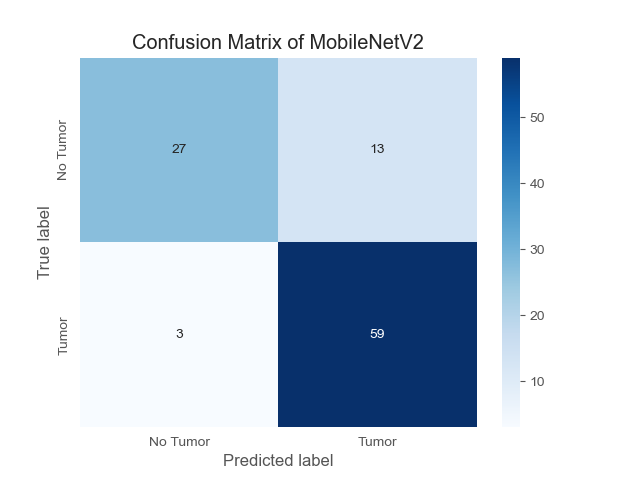 Confusion Matrix of MobileNetV2
True label
No Tumor
Tumor
27
13
3
59
No Tumor
Tumor
Predicted label
50
40
30
20
10